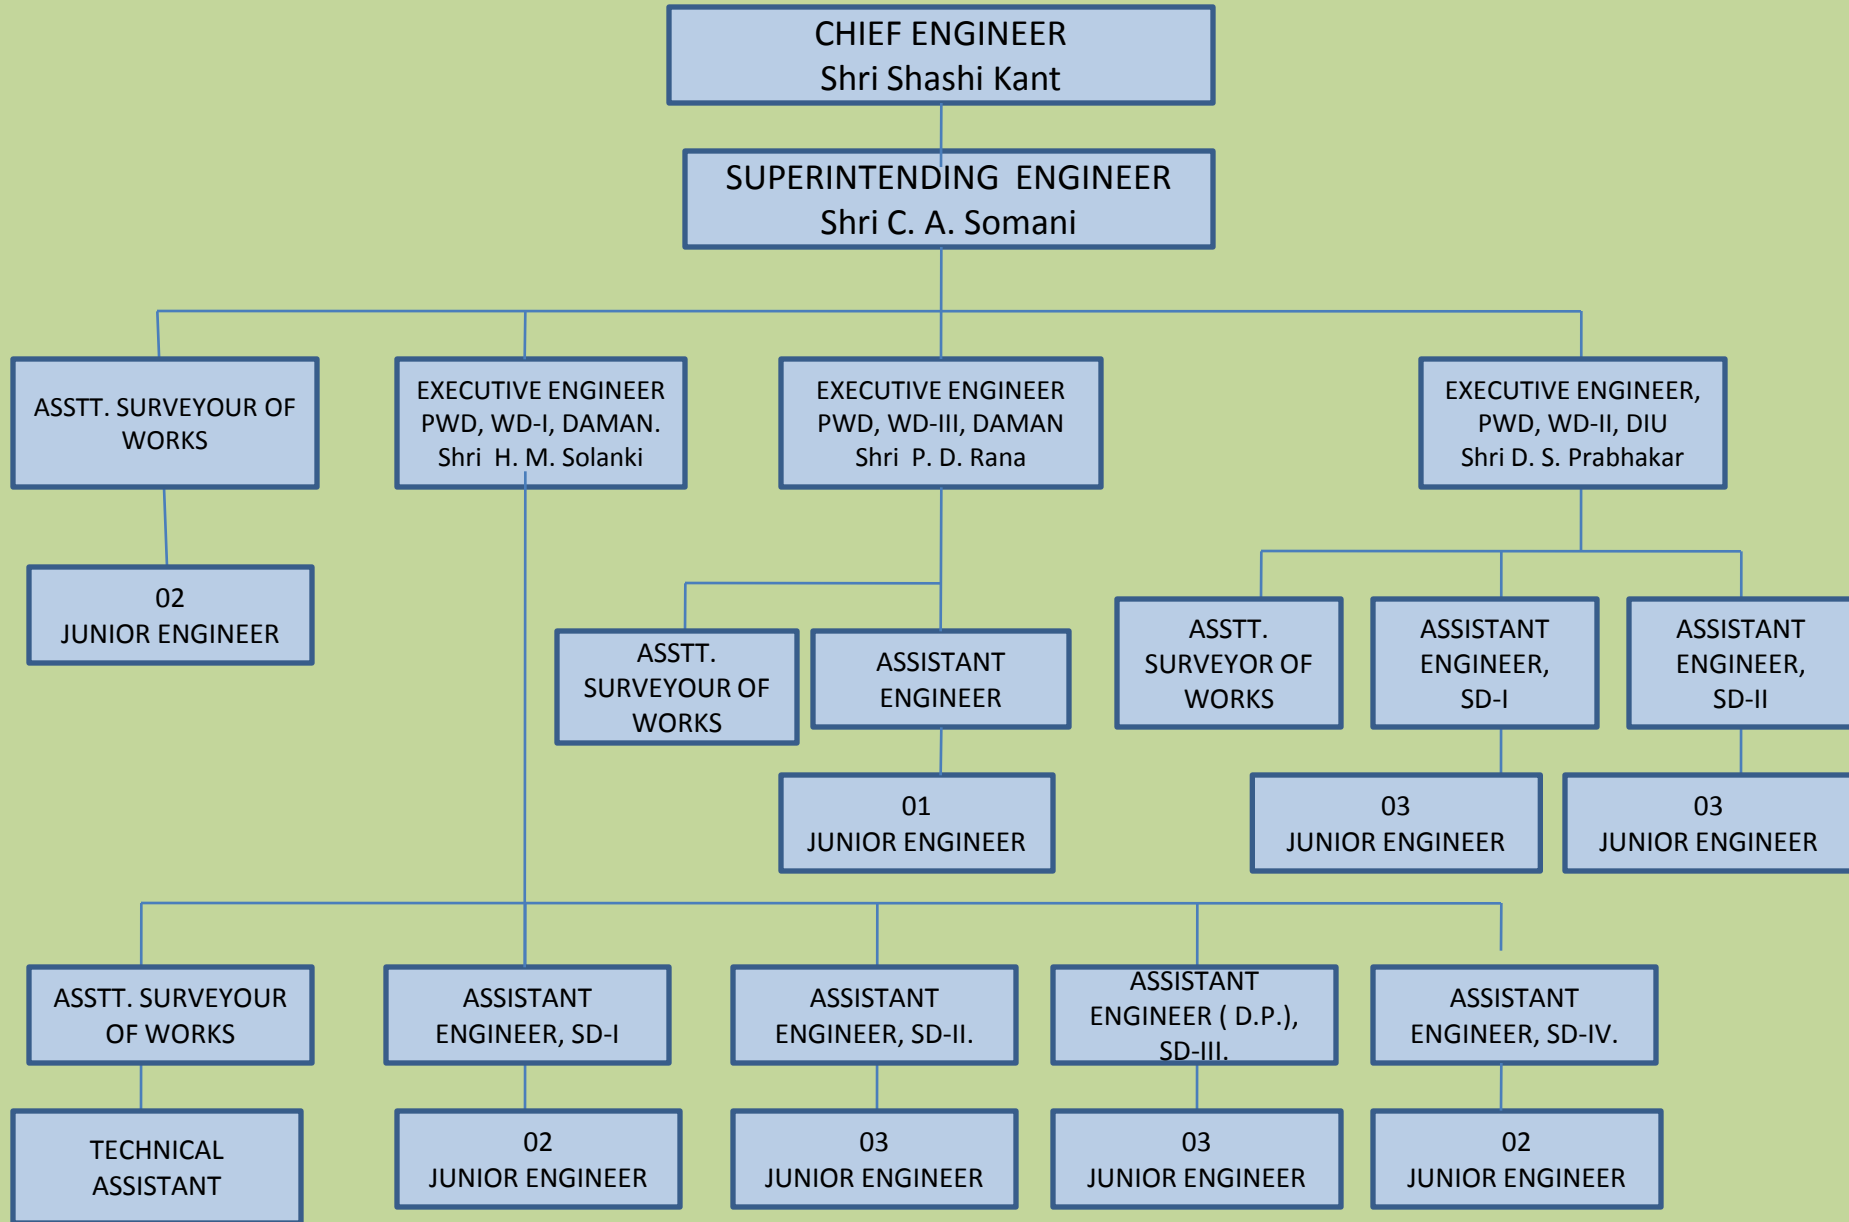 CHIEF ENGINEER
Shri Shashi Kant
SUPERINTENDING ENGINEER
Shri C. A. Somani
ASSTT. SURVEYOUR OF
WORKS
EXECUTIVE ENGINEER
PWD, WD-I, DAMAN.
Shri H. M. Solanki
EXECUTIVE ENGINEER
PWD, WD-III, DAMAN
Shri P. D. Rana
EXECUTIVE ENGINEER,
PWD, WD-II, DIU
Shri D. S. Prabhakar
02
JUNIOR ENGINEER
ASSTT.
SURVEYOUR OF
WORKS
ASSISTANT
ENGINEER
ASSTT.
SURVEYOR OF
WORKS
ASSISTANT
ENGINEER,
SD-I
ASSISTANT
ENGINEER,
SD-II
01
JUNIOR ENGINEER
03
JUNIOR ENGINEER
03
JUNIOR ENGINEER
ASSTT. SURVEYOUR
OF WORKS
ASSISTANT
ENGINEER, SD-I
ASSISTANT
ENGINEER, SD-II.
ASSISTANT
ENGINEER ( D.P.),
SD-III.
ASSISTANT
ENGINEER, SD-IV.
TECHNICAL
ASSISTANT
02
JUNIOR ENGINEER
03
JUNIOR ENGINEER
03
JUNIOR ENGINEER
02
JUNIOR ENGINEER